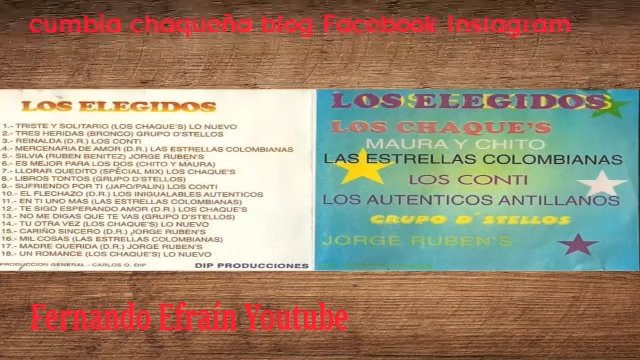 cumbia chaqueña blog Facebook Instagram
LOS ELEGIDOS
1.- TRISTE Y SOLITARIO (LOS CHAQUE'S) LO NUEVO
2.- TRES HERIDAS (BRONCO) GRUPO D'STELLOS
3.- REINALDA (D.R.) LOS CONTI
4.- MERCENARIA DE AMOR (D.R.) LAS ESTRELLAS COLOMBIANAS
5.- SILVIA (RUBEN BENITEZ) JORGE RUBEN'S
6.- ES MEJOR PARA LOS DOS (CHITO Y MAURA)
7.- LLORAR QUEDITO (SPÉCIAL MIX) LOS CHAQUE'S
8.- LIBROS TONTOS (GRUPO D'STELLOS)
9.- SUFRIENDO POR TI (JAPO/PALIN) LOS CONTI
10.- EL FLECHAZO (D.R.) LOS INIGUALABLES AUTENTICOS
11.- EN TI UNO MAS (LAS ESTRELLAS COLOMBIANAS)
12.- TE SIGO ESPERANDO AMOR (D.R.) LOS CHAQUE'S
13.- NO ME DIGAS QUE TE VAS (GRUPO D'STELLOS)
14.- TU OTRA VEZ (LOS CHAQUE'S) LO NUEVO
15.- CARIÑO SINCERO (D.R.) JORGE RUBEN'S
16.- MIL COSAS (LAS ESTRELLAS COLOMBIANAS)
17.- MADRE QUERIDA (D.R.) JORGE RUBEN'S
18.- UN ROMANCE (LOS CHAQUE'S) LO NUEVO
PRODUCCION GENERAL - CARLOS O. DIP
DIP PRODUCCIONES
LOS ELEGIDOS
LOS CHAQUE'S
MAURA Y CHITO
LAS ESTRELLAS COLOMBIANAS
LOS CONTI
LOS AUTENTICOS ANTILLANOS
GRUPO D'STELLOS
JORGE RUBEN'S
Fernando Efraín Youtube